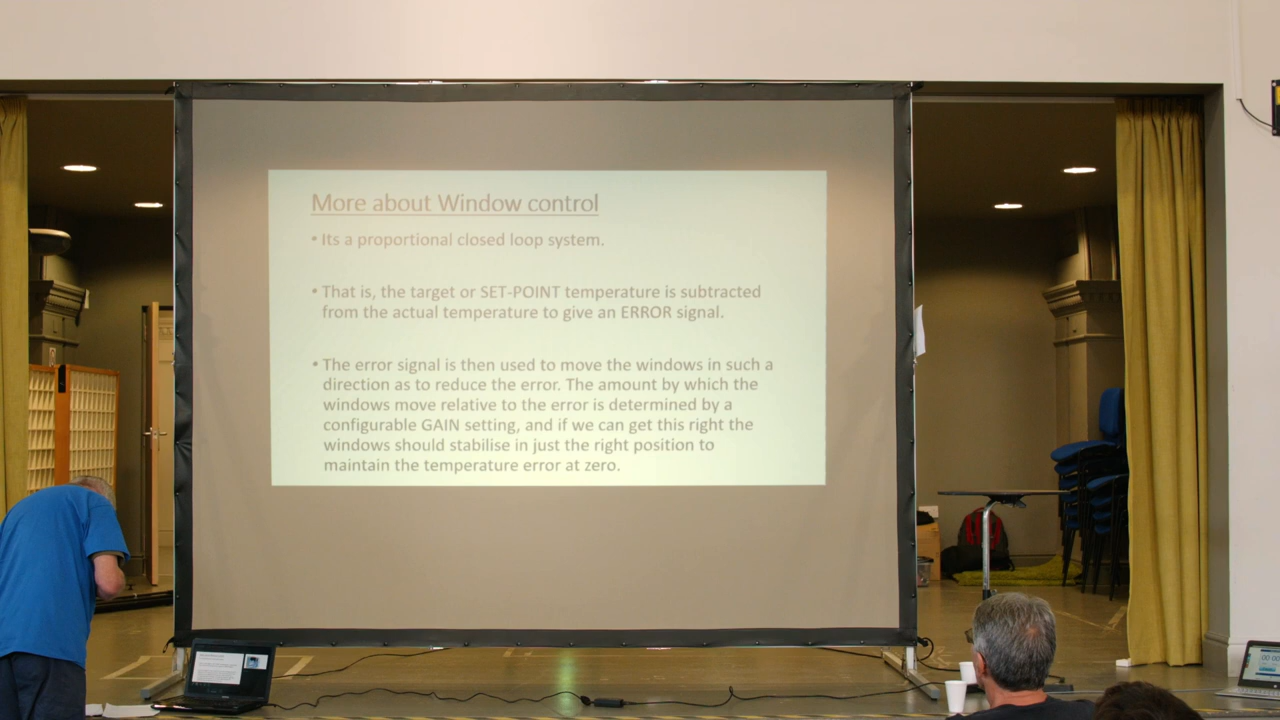 More about Window control
• Its a proportional closed loop system.
• That is, the target or SET-POINT temperature is subtracted
from the actual temperature to give an ERROR signal.
• The error signal is then used to move the windows in such a
direction as to reduce the error. The amount by which the
windows move relative to the error is determined by a
configurable GAIN setting, and if we can get this right the
windows should stabilise in just the right position to
maintain the temperature error at zero.